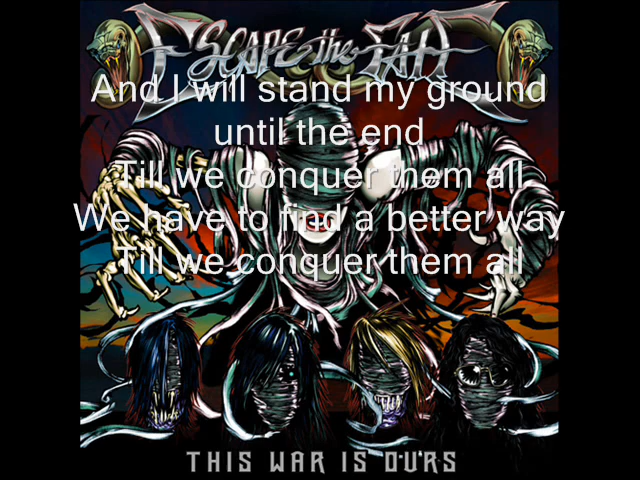 ESCAPE the FATE
And I will stand my ground
until the end
Till we conquer them all.
We have to find a better way
Till we conquer them all
THIS WAR IS OURS